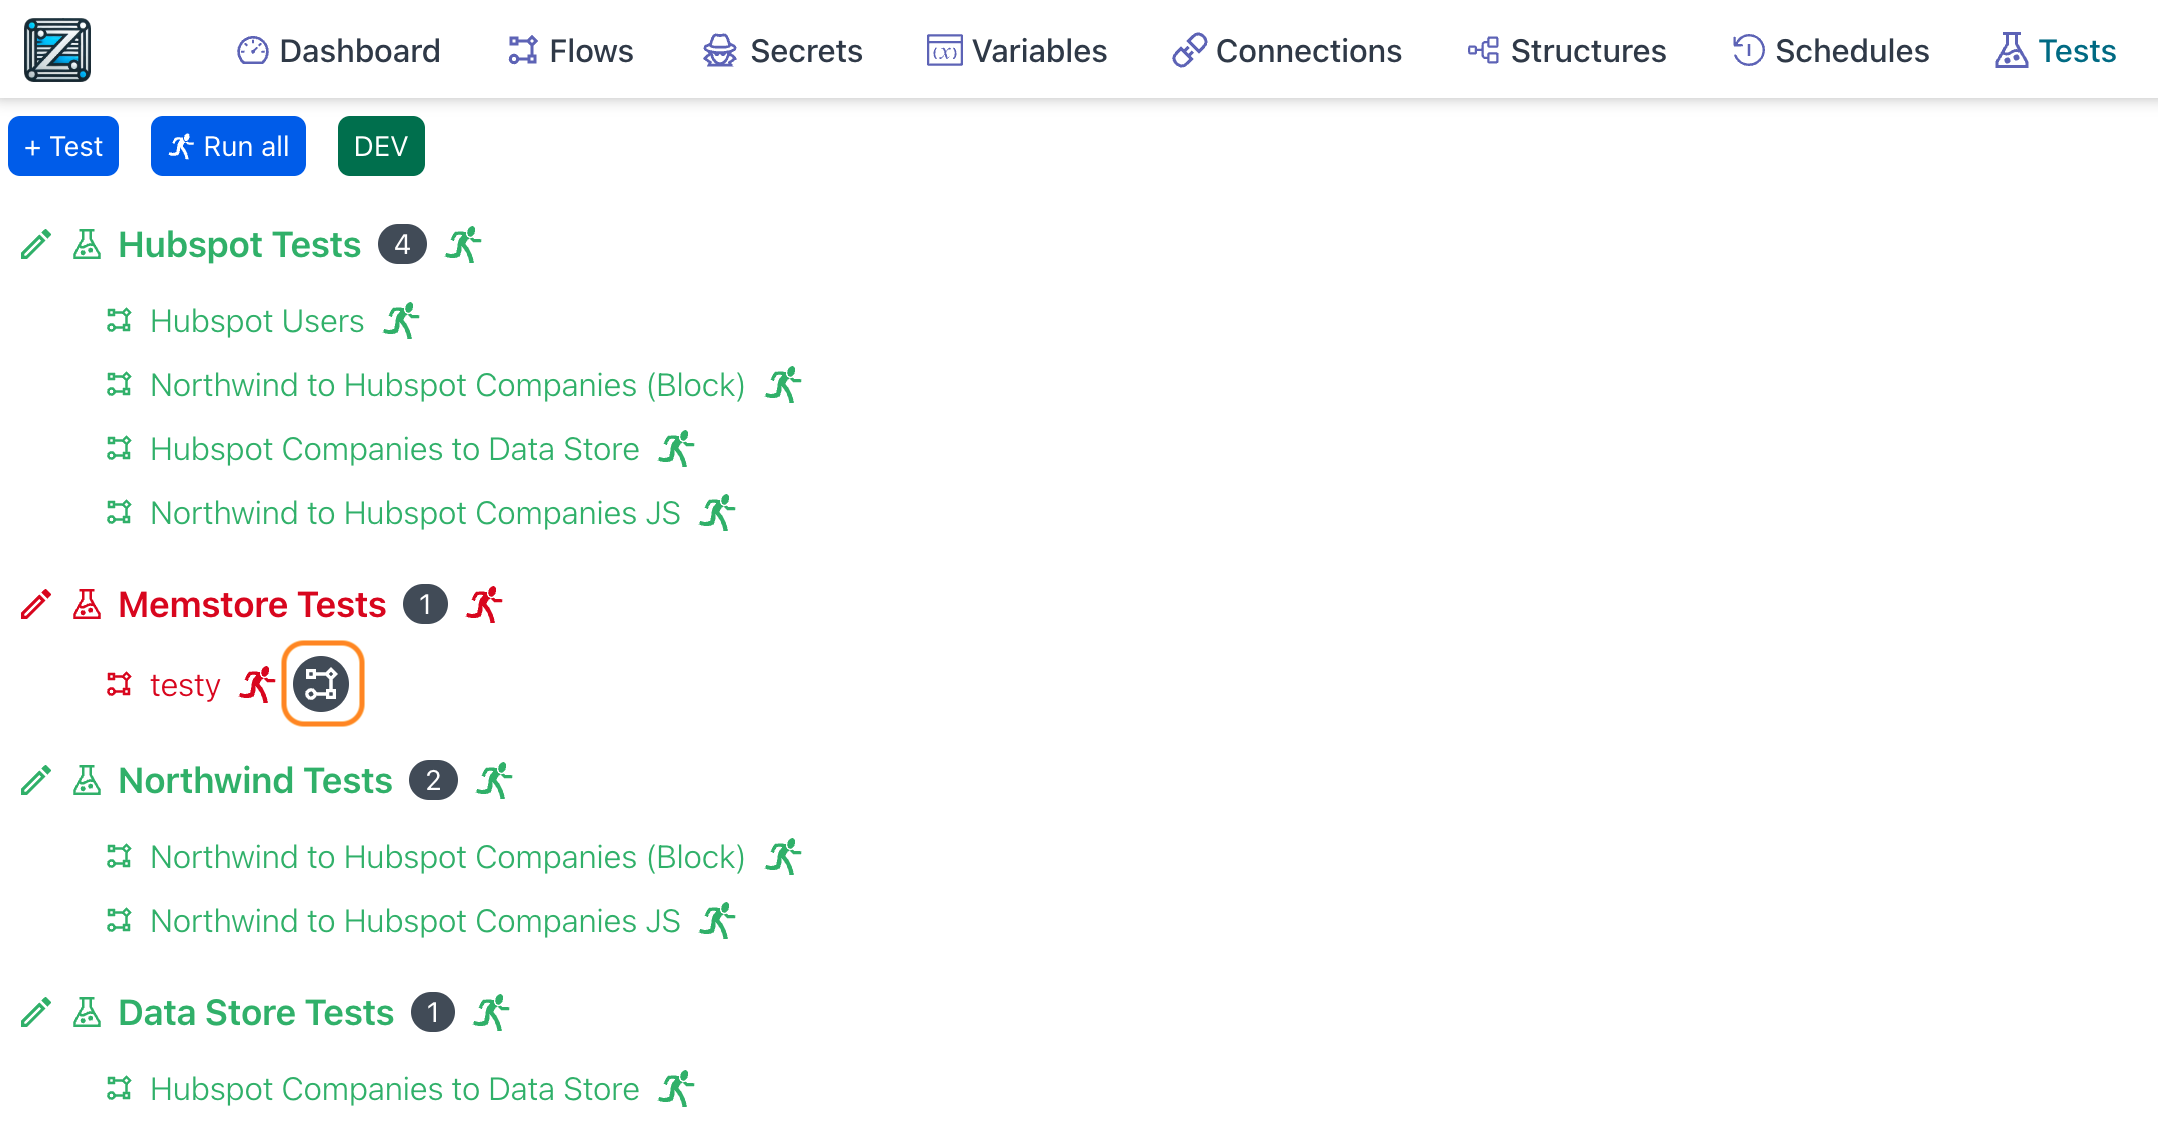 Dashboard Flows Secrets (x) Variables Connections Structures Schedules Tests
+ Test Run all DEV
Hubspot Tests 4
Hubspot Users
Northwind to Hubspot Companies (Block)
Hubspot Companies to Data Store
Northwind to Hubspot Companies JS
Memstore Tests 1
testy
Northwind Tests 2
Northwind to Hubspot Companies (Block)
Northwind to Hubspot Companies JS
Data Store Tests 1
Hubspot Companies to Data Store